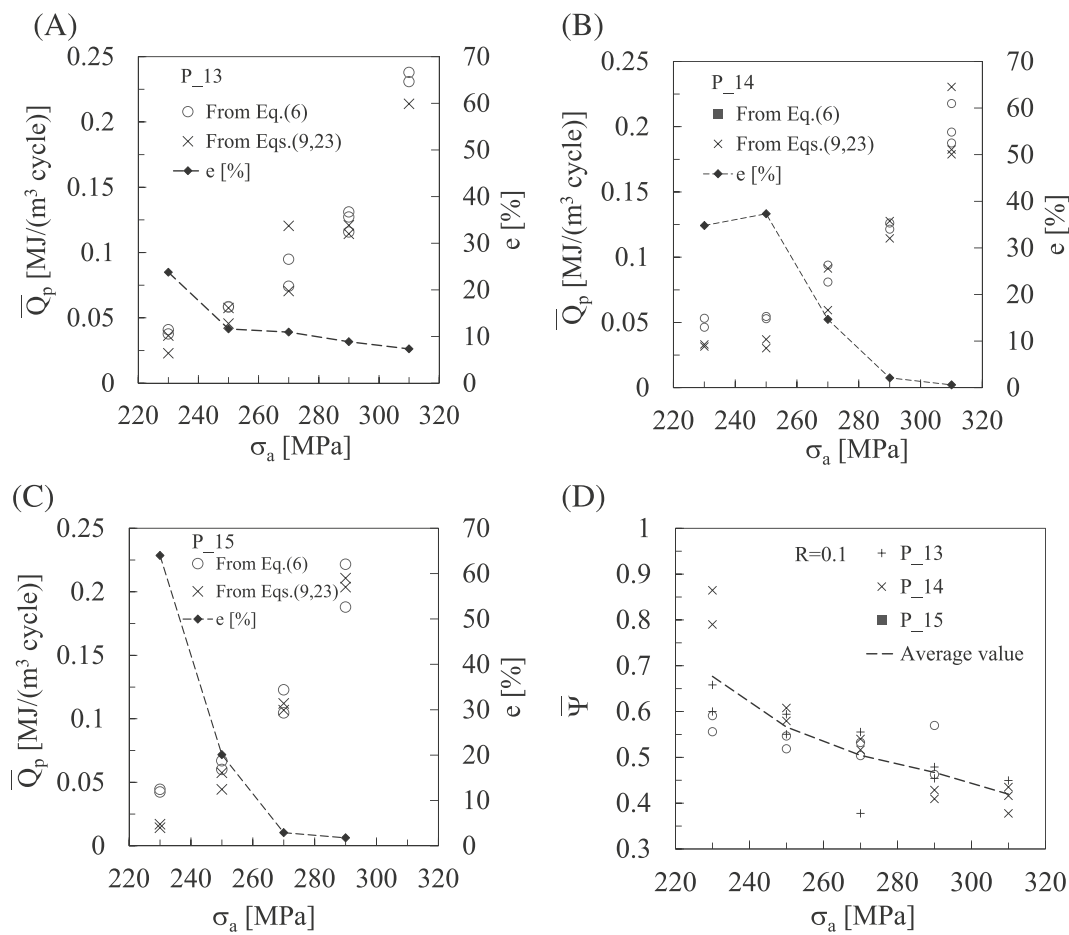 (A)
0.25
0.2
0.15
0.1
0.05
0
70
60
50
40
30
20
10
0
P_13
From Eq.(6)
From Eqs.(9,23)
e [%]
Q̅p [MJ/(m³ cycle)]
e [%]
220 240 260 280 300 320
σa [MPa]
(B)
0.25
0.2
0.15
0.1
0.05
0
70
60
50
40
30
20
10
0
P_14
From Eq.(6)
From Eqs.(9,23)
e [%]
Q̅p [MJ/(m³ cycle)]
e [%]
220 240 260 280 300 320
σa [MPa]
(C)
0.25
0.2
0.15
0.1
0.05
0
70
60
50
40
30
20
10
0
P_15
From Eq.(6)
From Eqs.(9,23)
e [%]
Q̅p [MJ/(m³ cycle)]
e [%]
220 240 260 280 300 320
σa [MPa]
(D)
1
0.9
0.8
0.7
0.6
0.5
0.4
0.3
R=0.1
P_13
P_14
P_15
Average value
Ψ̅
220 240 260 280 300 320
σa [MPa]